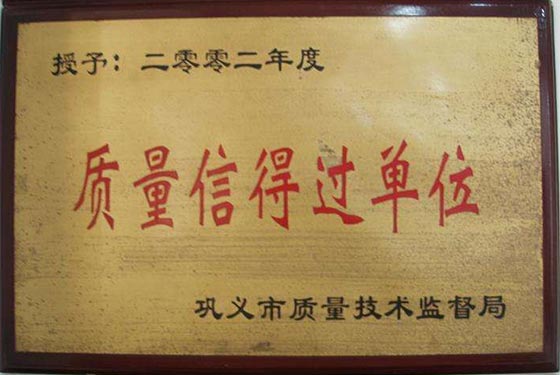 授予：二零零二年度
质量信得过单位
巩义市质量技术监督局